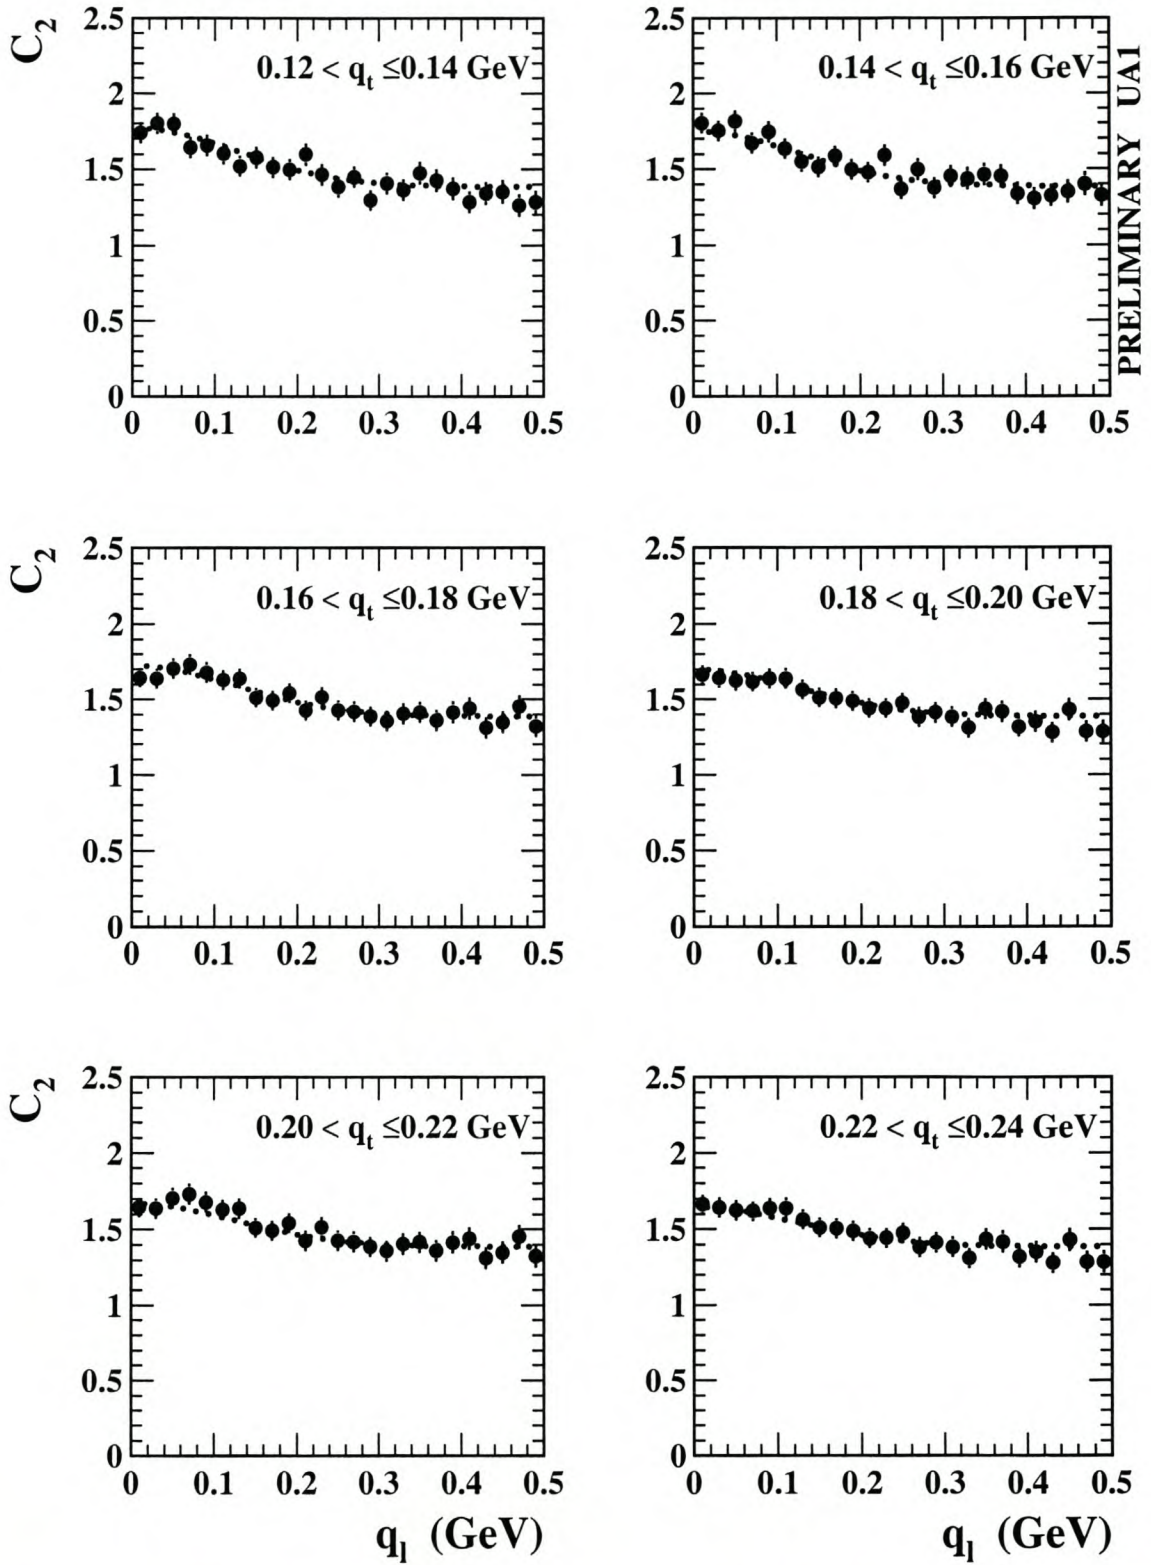 C2
2.5
2
1.5
1
0.5
0
0.12 < qt ≤0.14 GeV
0 0.1 0.2 0.3 0.4 0.5
2.5
2
1.5
1
0.5
0
0.14 < qt ≤0.16 GeV
0 0.1 0.2 0.3 0.4 0.5
PRELIMINARY UA1
C2
2.5
2
1.5
1
0.5
0
0.16 < qt ≤0.18 GeV
0 0.1 0.2 0.3 0.4 0.5
2.5
2
1.5
1
0.5
0
0.18 < qt ≤0.20 GeV
0 0.1 0.2 0.3 0.4 0.5
C2
2.5
2
1.5
1
0.5
0
0.20 < qt ≤0.22 GeV
0 0.1 0.2 0.3 0.4 0.5
ql (GeV)
2.5
2
1.5
1
0.5
0
0.22 < qt ≤0.24 GeV
0 0.1 0.2 0.3 0.4 0.5
ql (GeV)